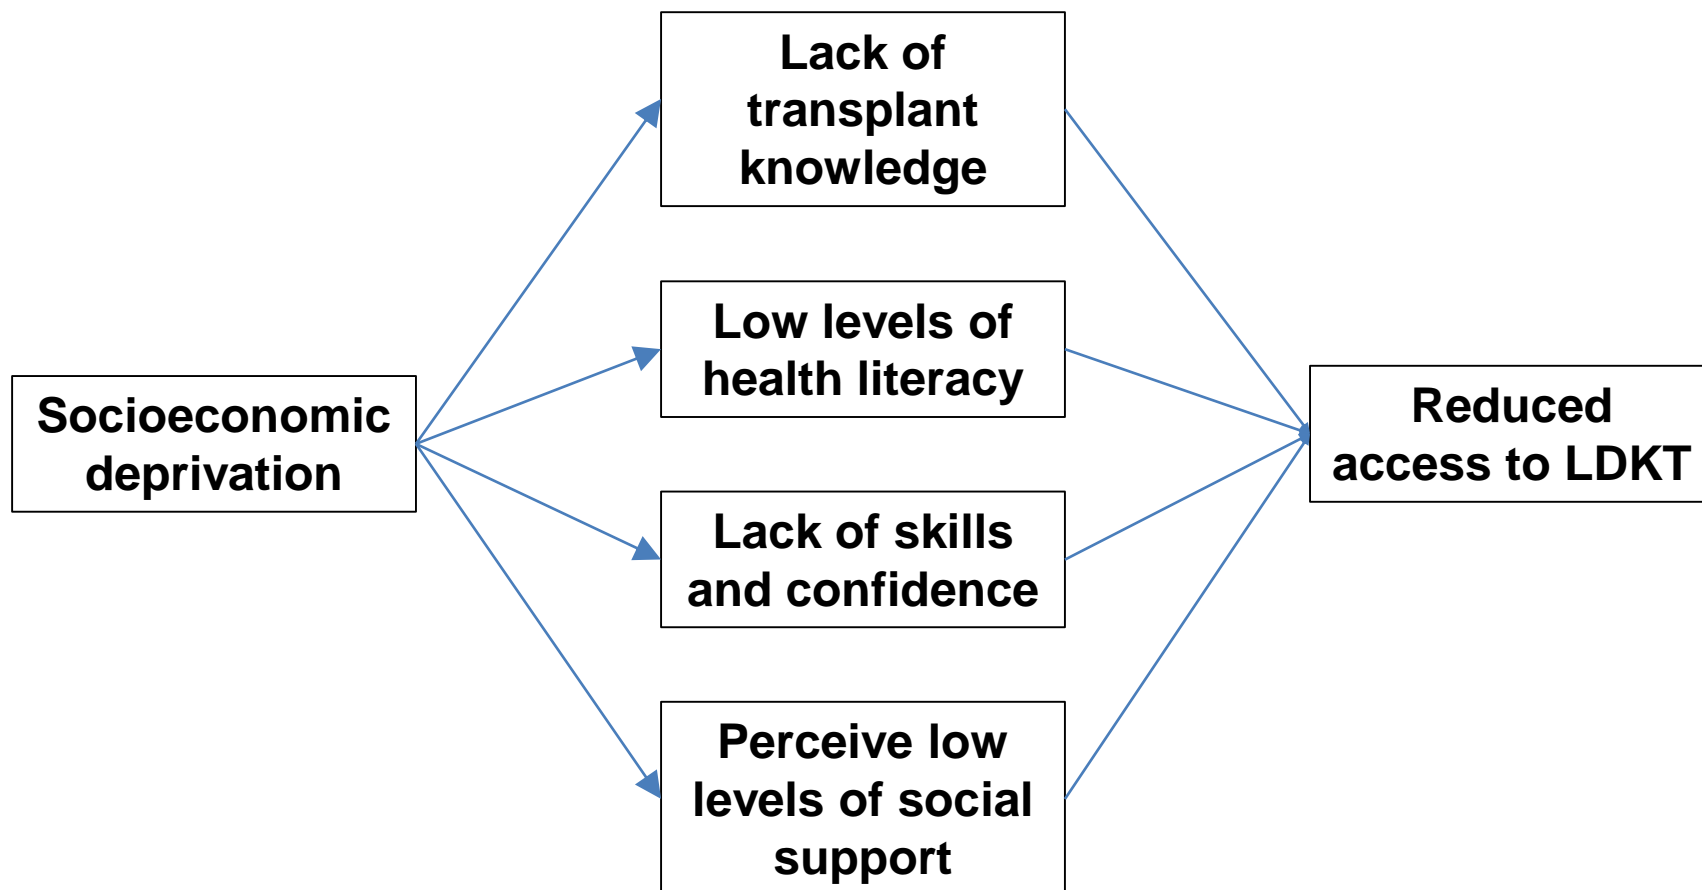 Socioeconomic
deprivation
Lack of
transplant
knowledge
Low levels of
health literacy
Lack of skills
and confidence
Perceive low
levels of social
support
Reduced
access to LDKT